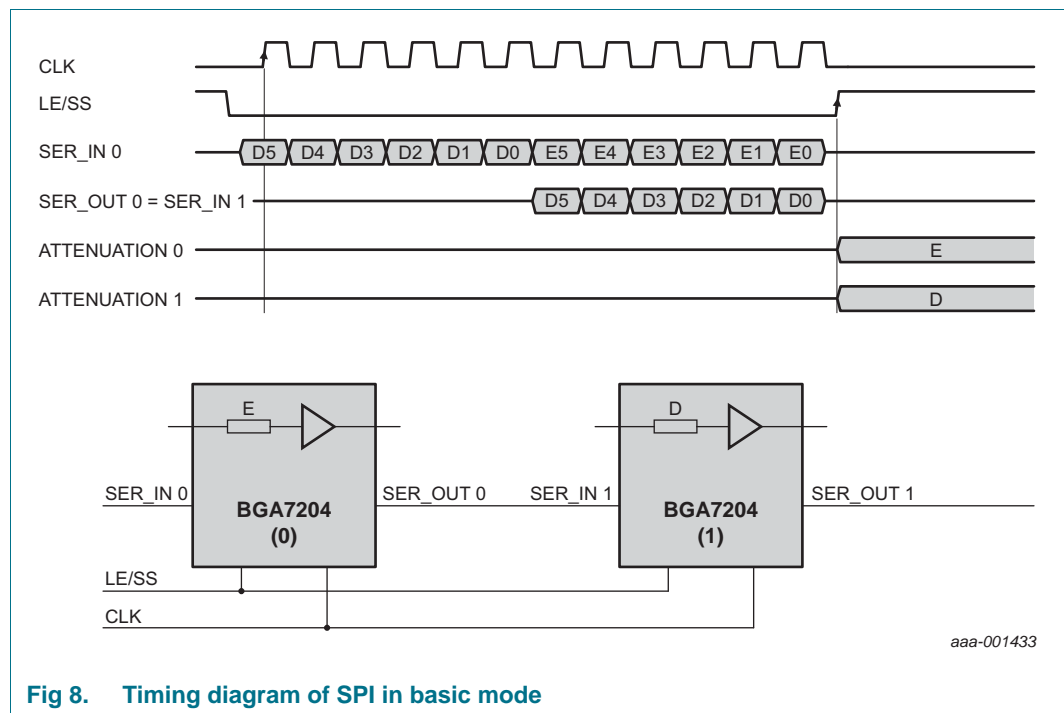 CLK
LE/SS
SER_IN 0 D5 D4 D3 D2 D1 D0 E5 E4 E3 E2 E1 E0
SER_OUT 0 = SER_IN 1 D5 D4 D3 D2 D1 D0
ATTENUATION 0 E
ATTENUATION 1 D
E D
SER_IN 0 SER_OUT 0 SER_IN 1 SER_OUT 1
BGA7204 BGA7204
(0) (1)
LE/SS
CLK
aaa-001433
Fig 8. Timing diagram of SPI in basic mode